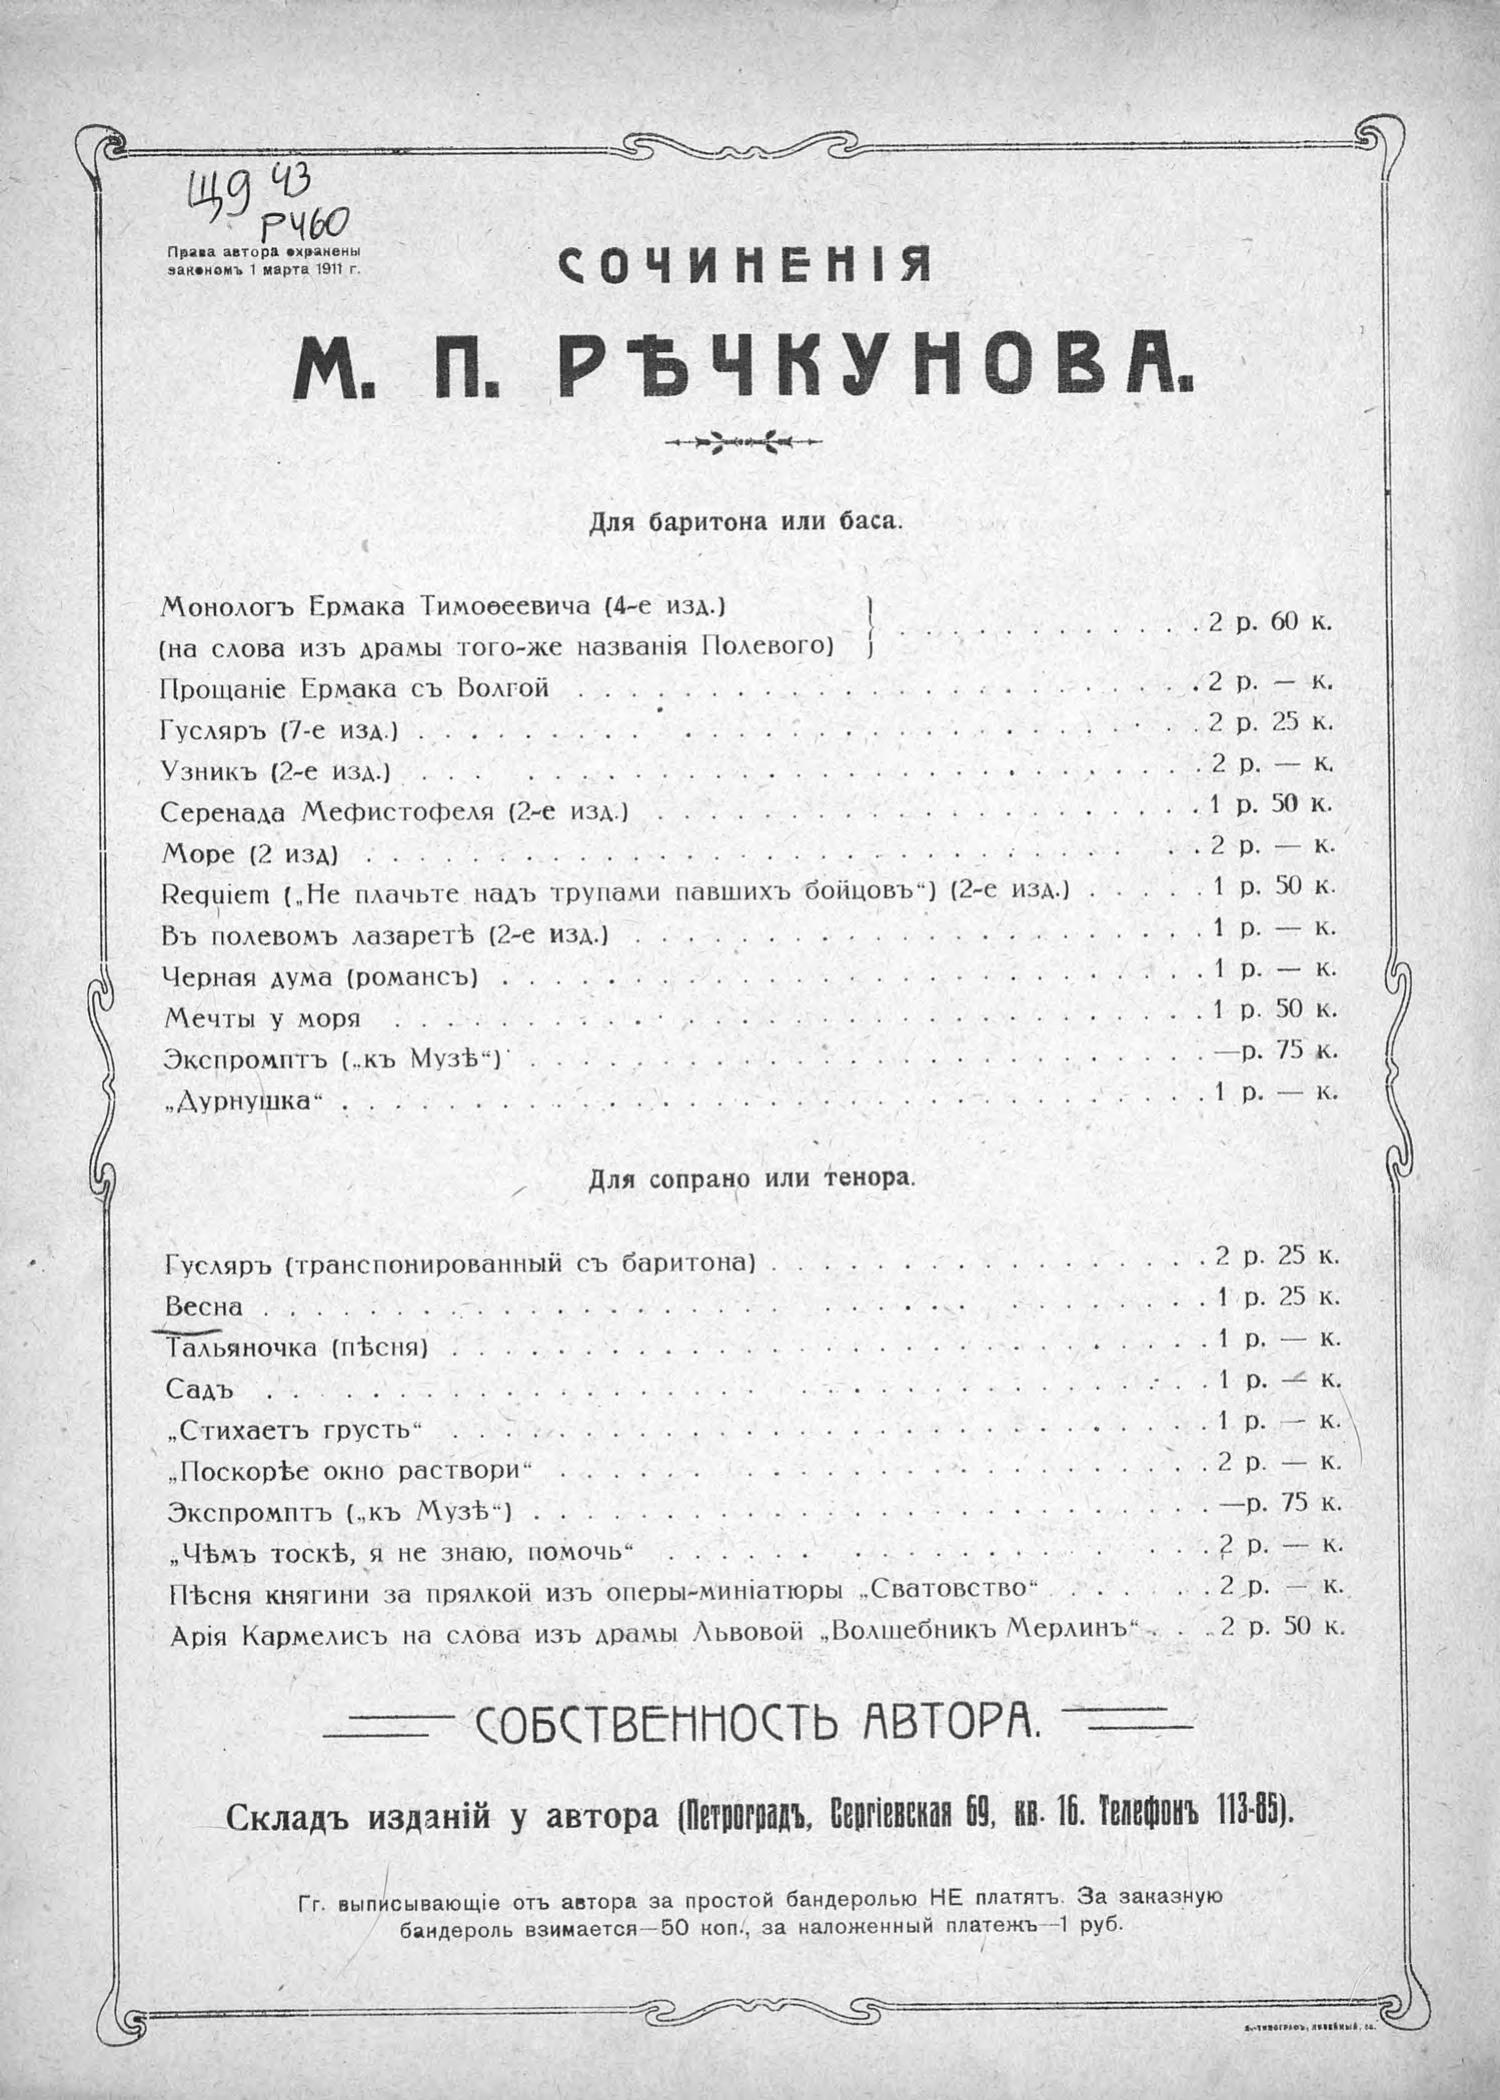 Щ9 43
РЧ60
Права автора охранены
закономъ 1 марта 1911 г.
СОЧИНЕНІЯ
М. П. РѢЧКУНОВА.
Для баритона или баса.
Монологъ Ермака Тимоѳеевича (4-е изд.)
(на слова изъ драмы того-же названія Полевого) . . . 2 р. 60 к.
Прощаніе Ермака съ Волгой . . . 2 р. — к.
Гусляръ (7-е изд.) . . . 2 р. 25 к.
Узникъ (2-е изд.) . . . 2 р. — к.
Серенада Мефистофеля (2-е изд.) . . . 1 р. 50 к.
Море (2 изд) . . . 2 р. — к.
Requiem („Не плачьте надъ трупами павшихъ бойцовъ“) (2-е изд.) . . . 1 р. 50 к.
Въ полевомъ лазаретѣ (2-е изд.) . . . 1 р. — к.
Черная дума (романсъ) . . . 1 р. — к.
Мечты у моря . . . 1 р. 50 к.
Экспромптъ („къ Музѣ“) . . . —р. 75 к.
„Дурнушка“ . . . 1 р. — к.
Для сопрано или тенора.
Гусляръ (транспонированный съ баритона) . . . 2 р. 25 к.
Весна . . . 1 р. 25 к.
Тальяночка (пѣсня) . . . 1 р. — к.
Садъ . . . 1 р. — к.
„Стихаетъ грусть“ . . . 1 р. — к.
„Поскорѣе окно раствори“ . . . 2 р. — к.
Экспромптъ („къ Музѣ“) . . . —р. 75 к.
„Чѣмъ тоскѣ, я не знаю, помочь“ . . . 2 р. — к.
Пѣсня княгини за прялкой изъ оперы-миніатюры „Сватовство“ . . . 2 р. — к.
Арія Кармелисъ на слова изъ драмы Львовой „Волшебникъ Мерлинъ“ . . . 2 р. 50 к.
СОБСТВЕННОСТЬ АВТОРА.
Складъ изданій у автора (Петроградъ, Сергіевская 69, кв. 16. Телефонъ 113-85).
Гг. выписывающіе отъ автора за простой бандеролью НЕ платятъ. За заказную
бандероль взимается—50 коп., за наложенный платежъ—1 руб.